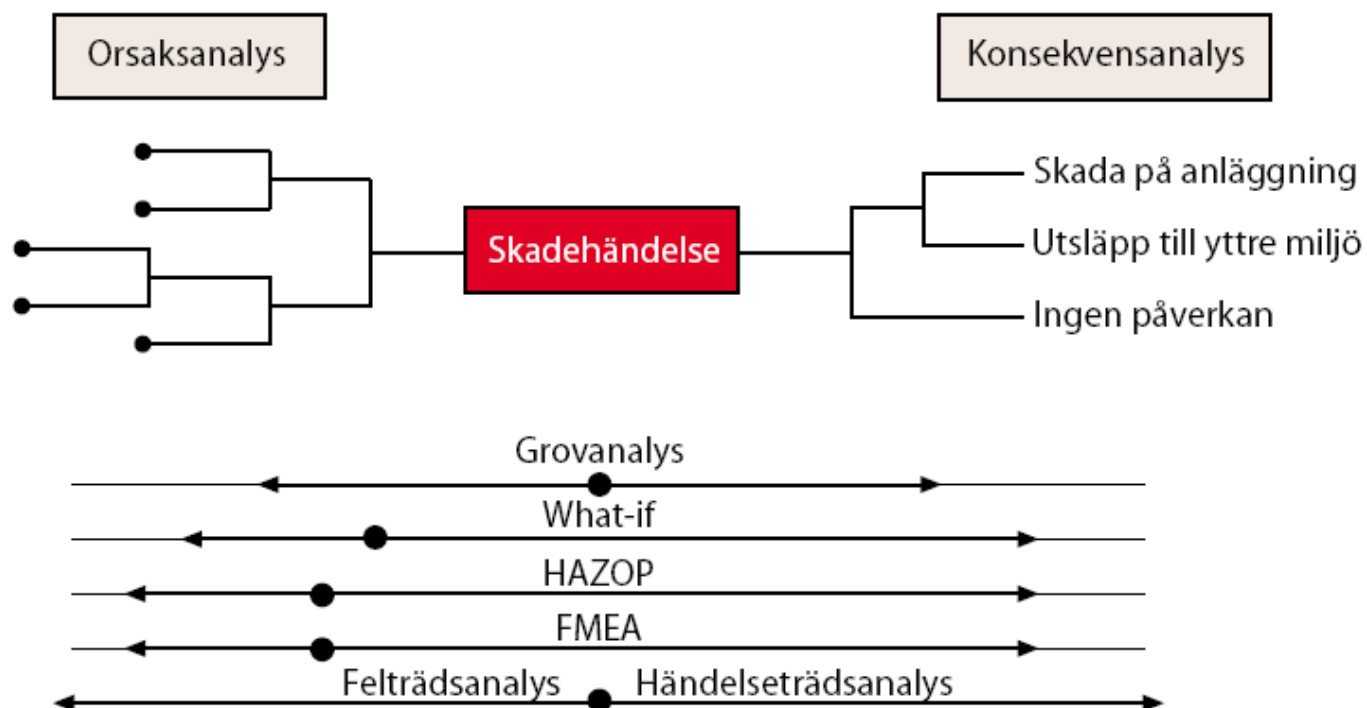 Orsaksanalys
Konsekvensanalys
Skadehändelse
Skada på anläggning
Utsläpp till yttre miljö
Ingen påverkan
Grovanalys
What-if
HAZOP
FMEA
Felträdsanalys
Händelseträdsanalys